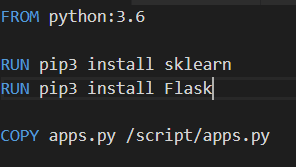 FROM python:3.6
RUN pip3 install sklearn
RUN pip3 install Flask
COPY apps.py /script/apps.py